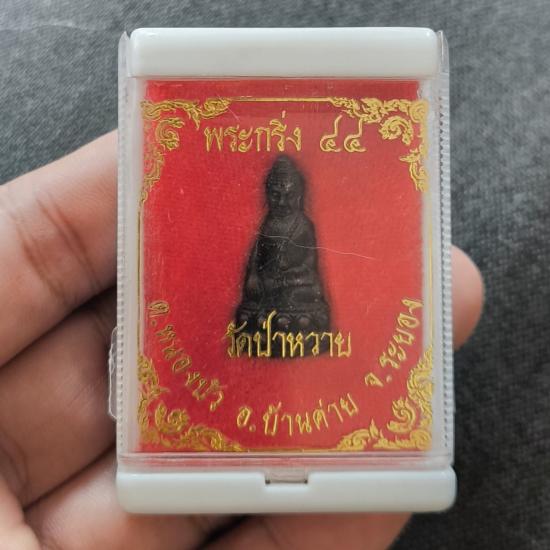 พระกริ่ง ๔๔
วัดป่าหวาย
ต.หนองบัว อ.บ้านค่าย จ.ระยอง